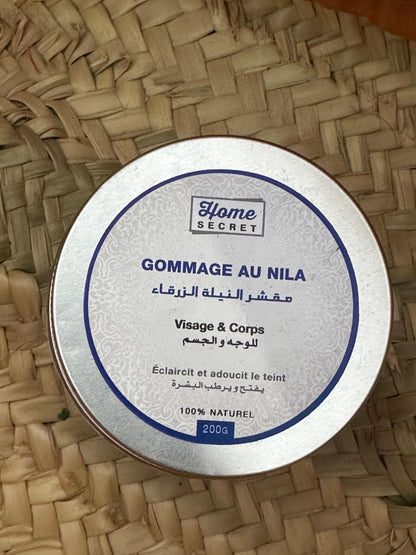 Home
SECRET
GOMMAGE AU NILA
مقشر النيلة الزرقاء
Visage & Corps
للوجه و الجسم
Éclaircit et adoucit le teint
يفتح و يرطب البشرة
100% NATUREL
200G